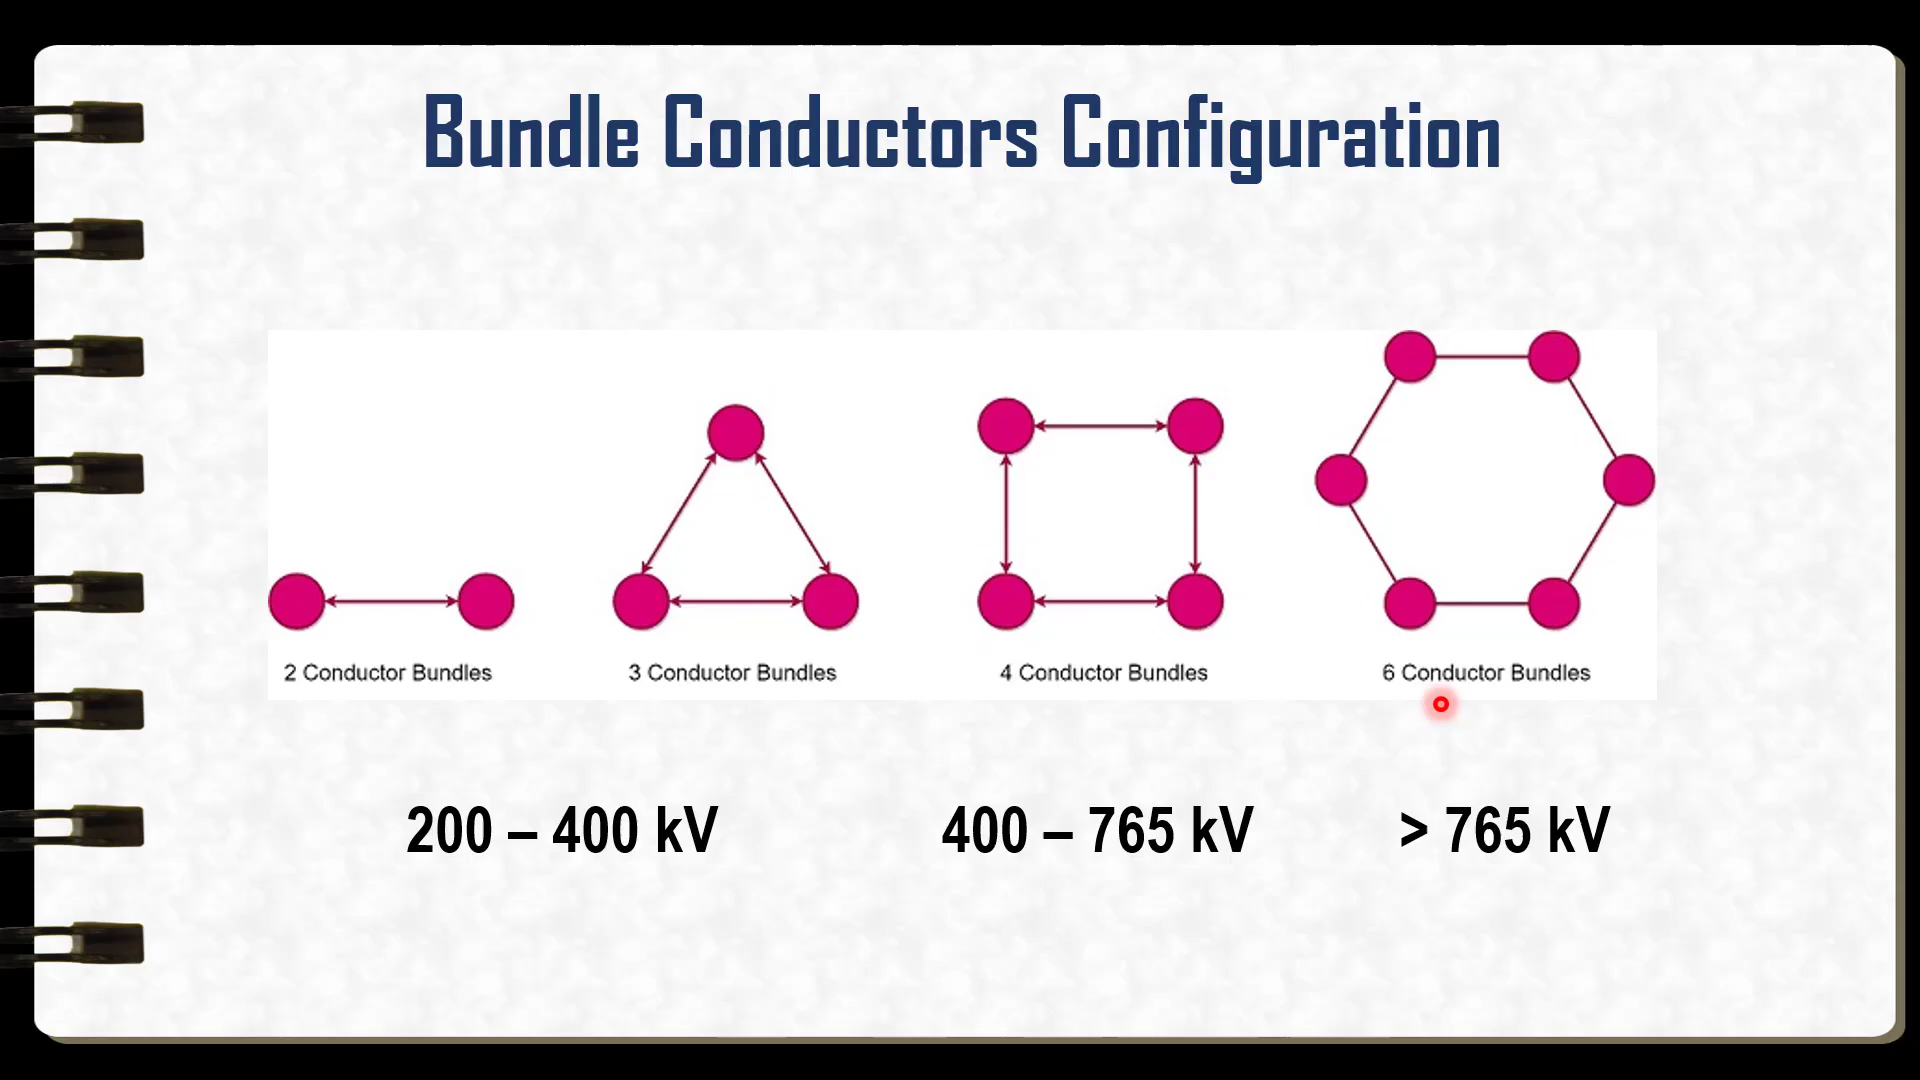 Bundle Conductors Configuration
2 Conductor Bundles
3 Conductor Bundles
4 Conductor Bundles
6 Conductor Bundles
200 – 400 kV
400 – 765 kV
> 765 kV